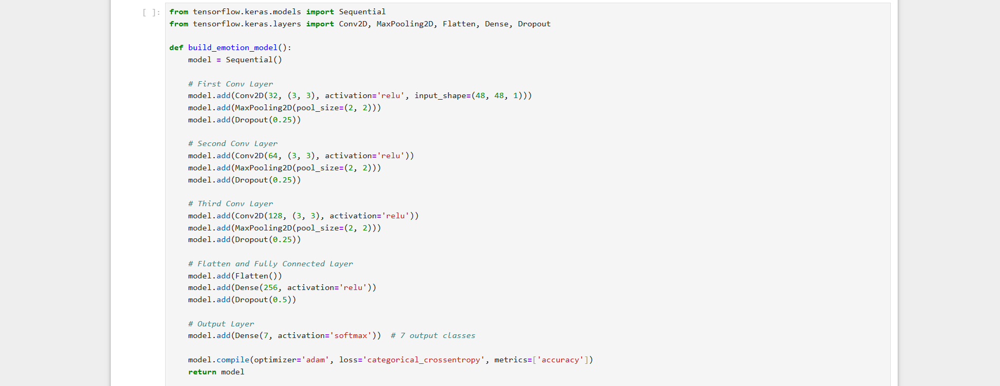 [ ]:
from tensorflow.keras.models import Sequential
from tensorflow.keras.layers import Conv2D, MaxPooling2D, Flatten, Dense, Dropout

def build_emotion_model():
    model = Sequential()

    # First Conv Layer
    model.add(Conv2D(32, (3, 3), activation='relu', input_shape=(48, 48, 1)))
    model.add(MaxPooling2D(pool_size=(2, 2)))
    model.add(Dropout(0.25))

    # Second Conv Layer
    model.add(Conv2D(64, (3, 3), activation='relu'))
    model.add(MaxPooling2D(pool_size=(2, 2)))
    model.add(Dropout(0.25))

    # Third Conv Layer
    model.add(Conv2D(128, (3, 3), activation='relu'))
    model.add(MaxPooling2D(pool_size=(2, 2)))
    model.add(Dropout(0.25))

    # Flatten and Fully Connected Layer
    model.add(Flatten())
    model.add(Dense(256, activation='relu'))
    model.add(Dropout(0.5))

    # Output Layer
    model.add(Dense(7, activation='softmax'))  # 7 output classes

    model.compile(optimizer='adam', loss='categorical_crossentropy', metrics=['accuracy'])
    return model